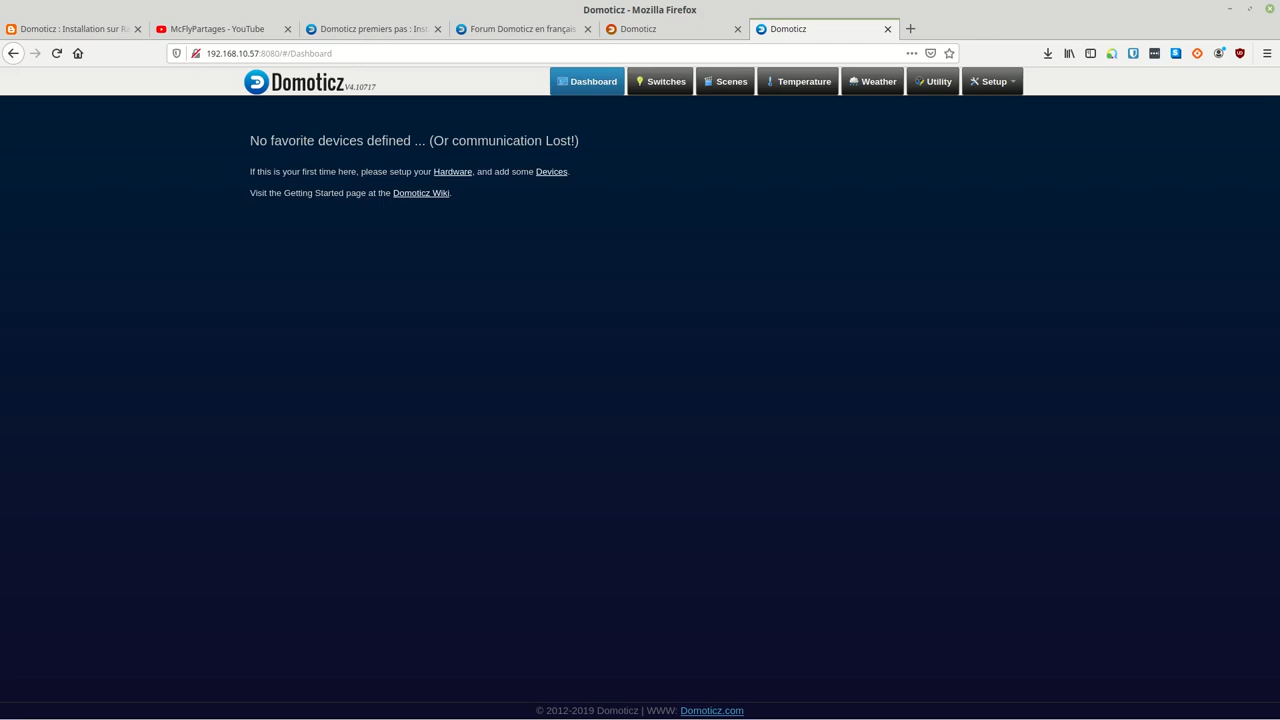 Domoticz - Mozilla Firefox
Domoticz : Installation sur Ra
McFlyPartages - YouTube
Domoticz premiers pas : Inst
Forum Domoticz en français
Domoticz
Domoticz
192.168.10.57:8080/#/Dashboard
Domoticz V4.10717
Dashboard
Switches
Scenes
Temperature
Weather
Utility
Setup
No favorite devices defined ... (Or communication Lost!)
If this is your first time here, please setup your Hardware, and add some Devices.
Visit the Getting Started page at the Domoticz Wiki.
© 2012-2019 Domoticz | WWW: Domoticz.com